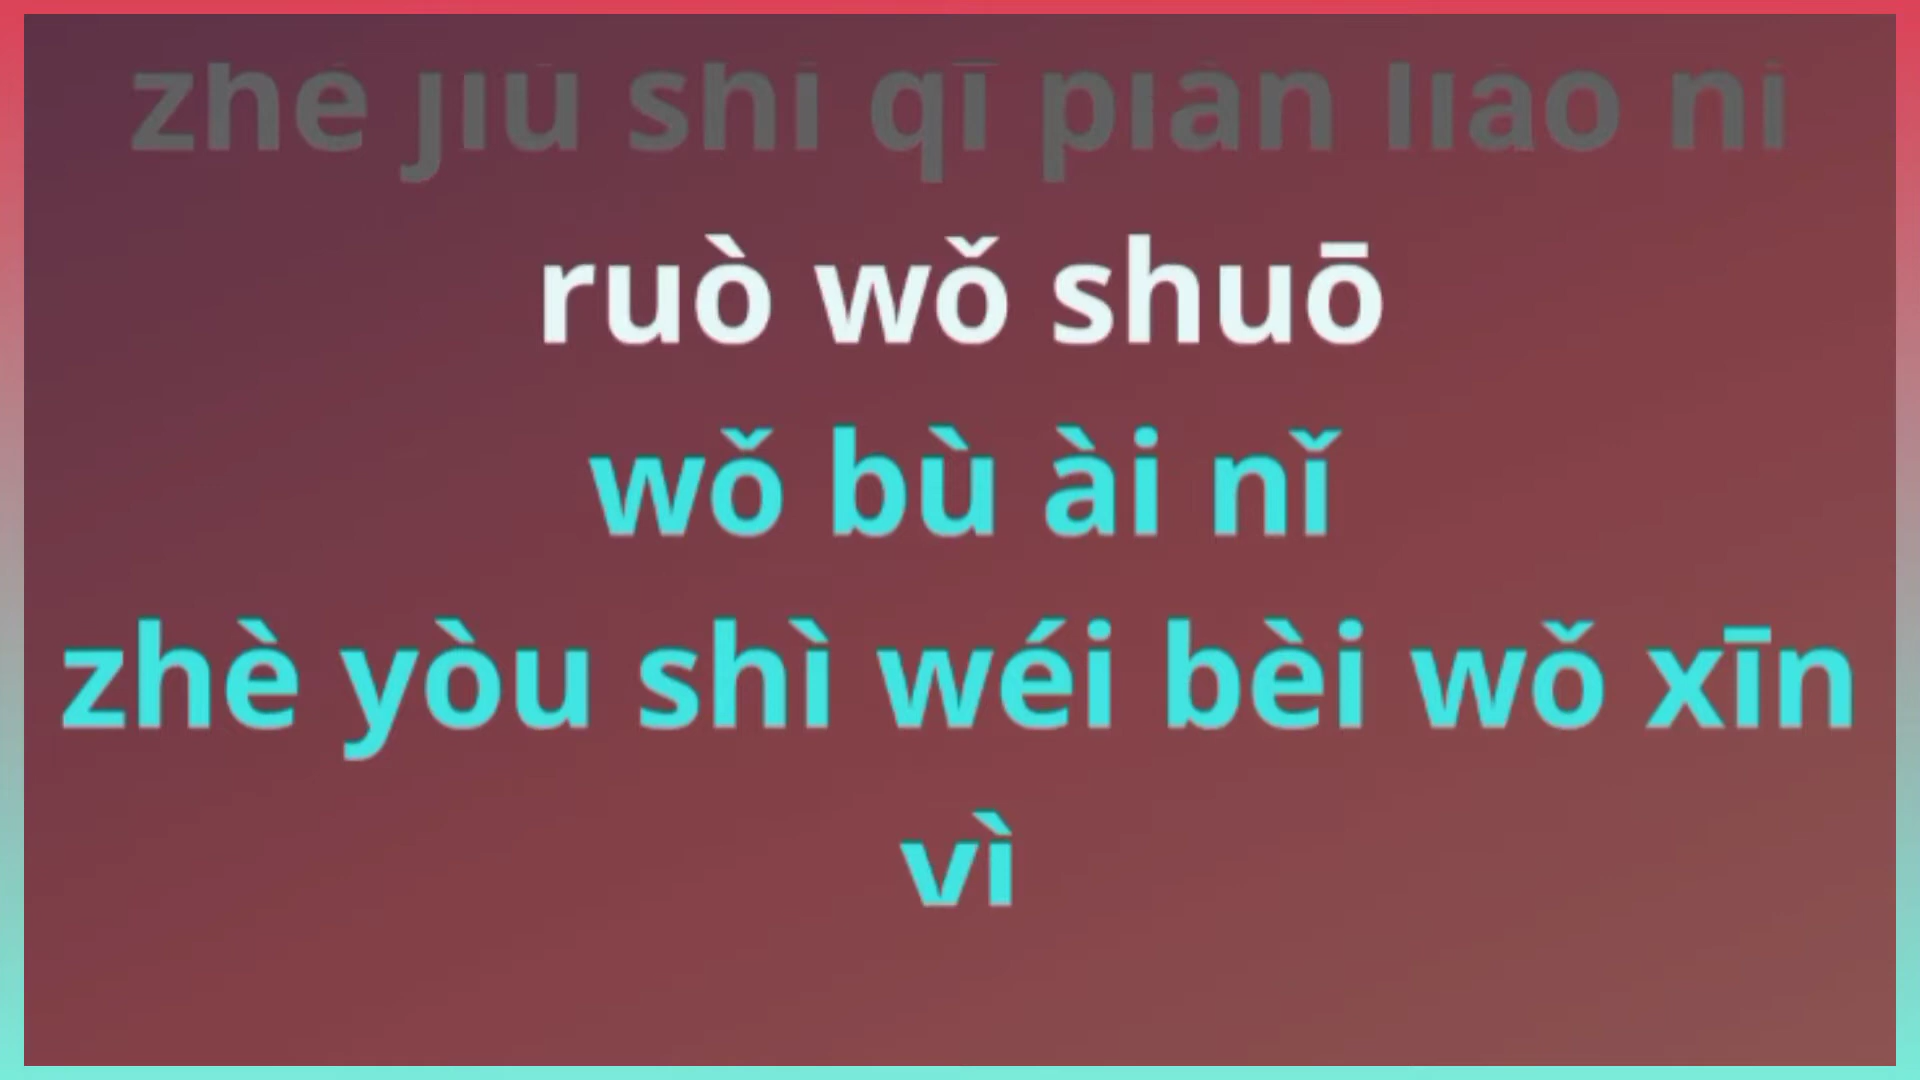 zhè jiù shì qī piàn liǎo nǐ
ruò wǒ shuō
wǒ bù ài nǐ
zhè yòu shì wéi bèi wǒ xīn
yì